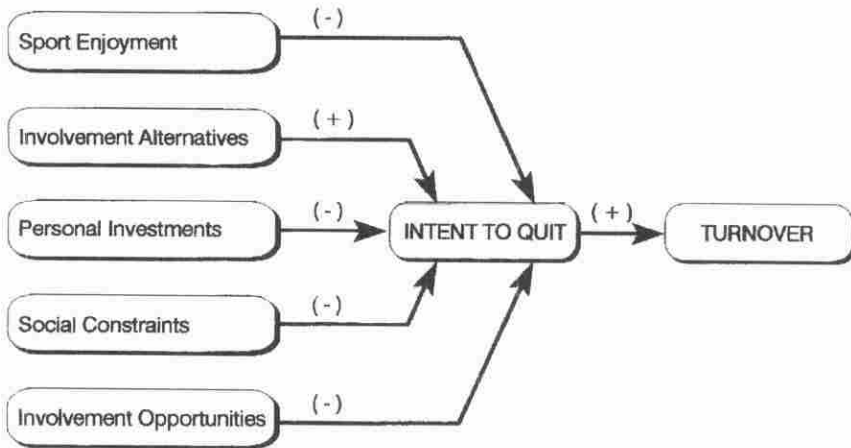 Sport Enjoyment
(-)
Involvement Alternatives
(+)
Personal Investments
(-)
INTENT TO QUIT
(+)
TURNOVER
Social Constraints
(-)
Involvement Opportunities
(-)